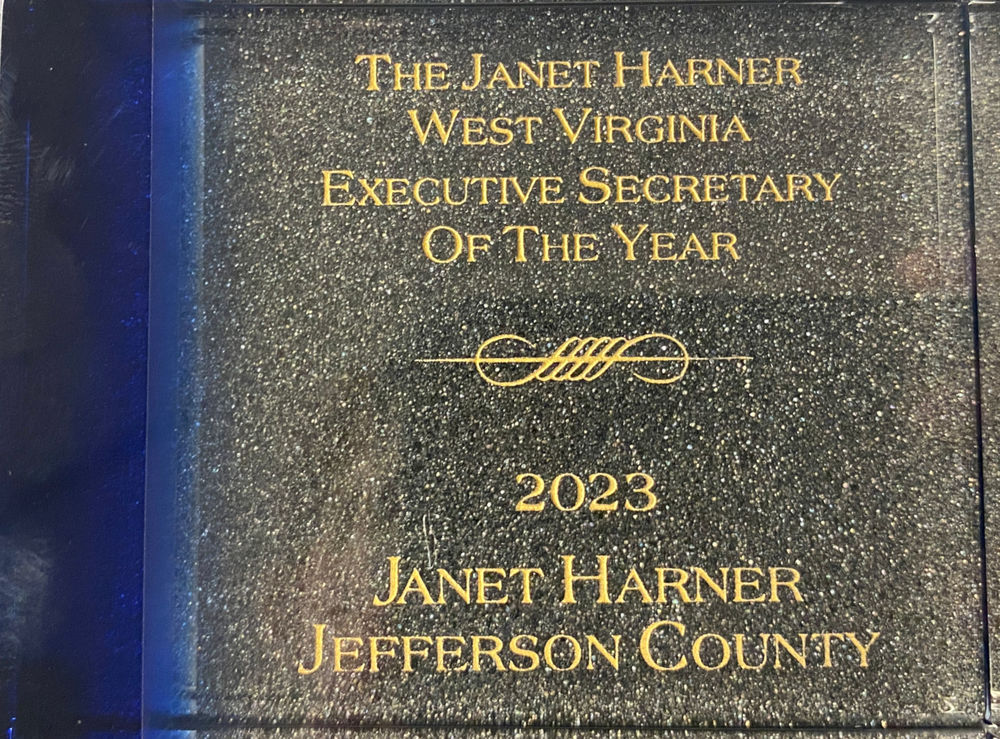 The Janet Harner
West Virginia
Executive Secretary
Of The Year
2023
Janet Harner
Jefferson County